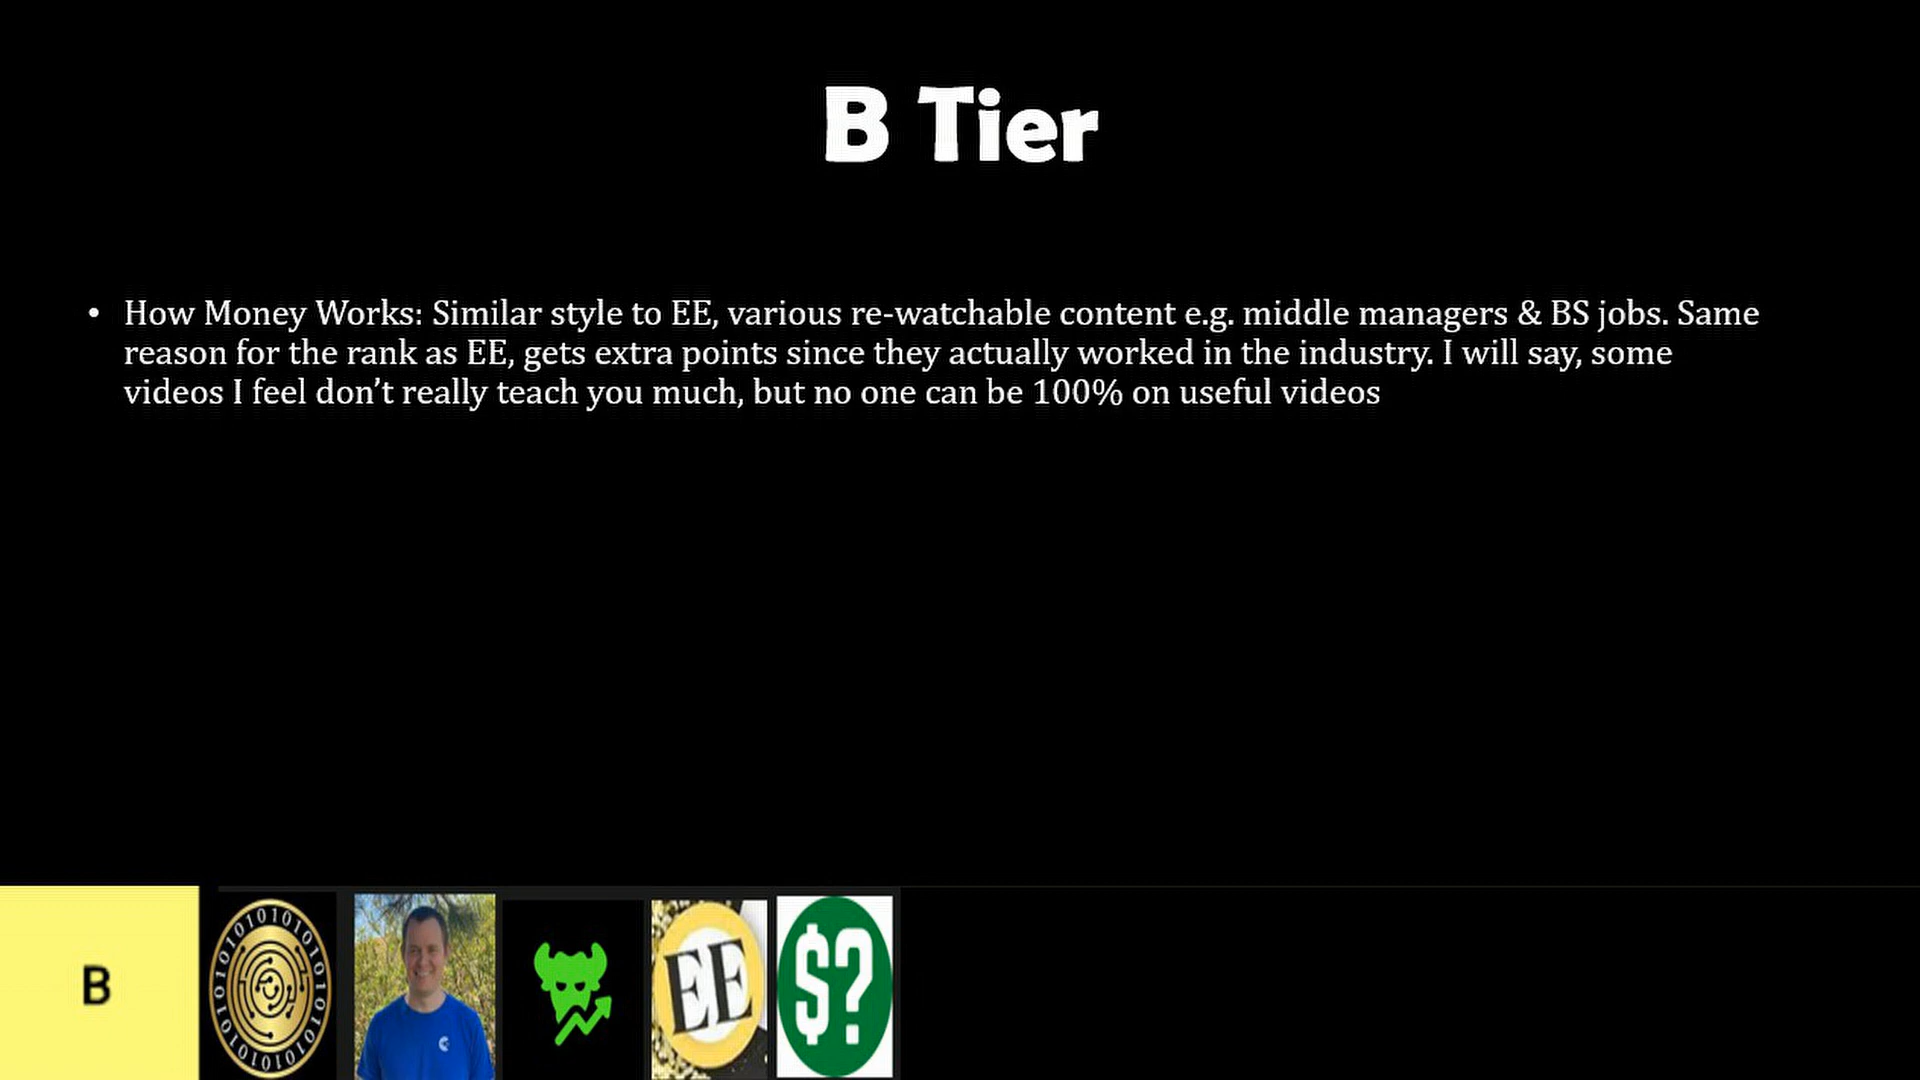 B Tier
• How Money Works: Similar style to EE, various re-watchable content e.g. middle managers & BS jobs. Same
reason for the rank as EE, gets extra points since they actually worked in the industry. I will say, some
videos I feel don’t really teach you much, but no one can be 100% on useful videos
B
EE
$?